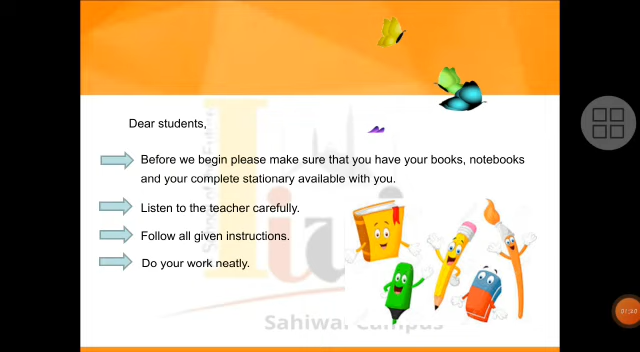 Dear students,
Before we begin please make sure that you have your books, notebooks
and your complete stationary available with you.
Listen to the teacher carefully.
Follow all given instructions.
Do your work neatly.
Sahiwal Campus